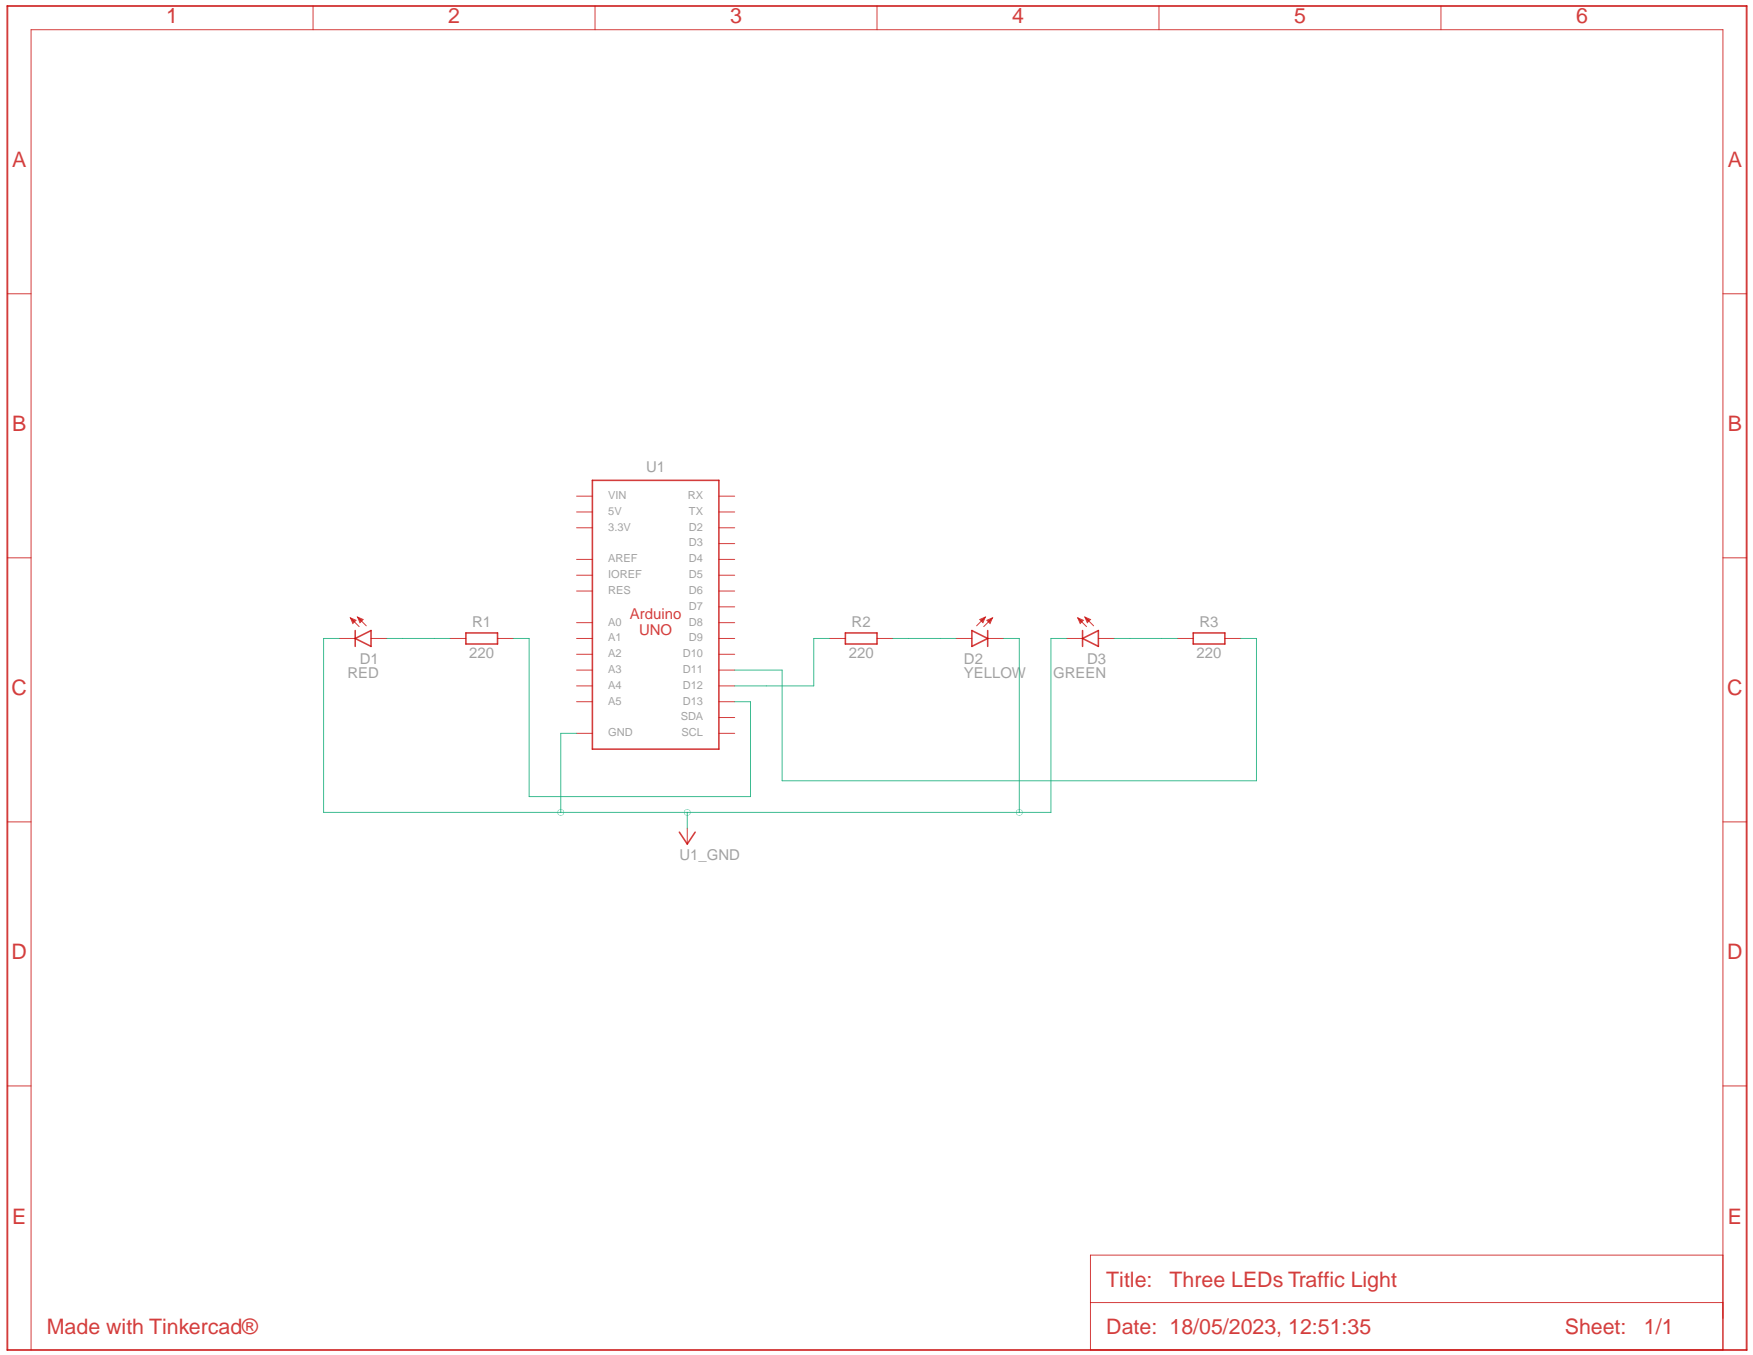 1 2 3 4 5 6
A A
B B
U1
VIN RX
5V TX
3.3V D2
D3
AREF D4
IOREF D5
RES D6
D7
Arduino
UNO
A0 D8
A1 D9
A2 D10
A3 D11
A4 D12
A5 D13
SDA
GND SCL
R1
220
D1
RED
R2
220
D2
YELLOW
D3
GREEN
R3
220
C C
U1_GND
D D
E E
Title: Three LEDs Traffic Light
Made with Tinkercad®
Date: 18/05/2023, 12:51:35 Sheet: 1/1